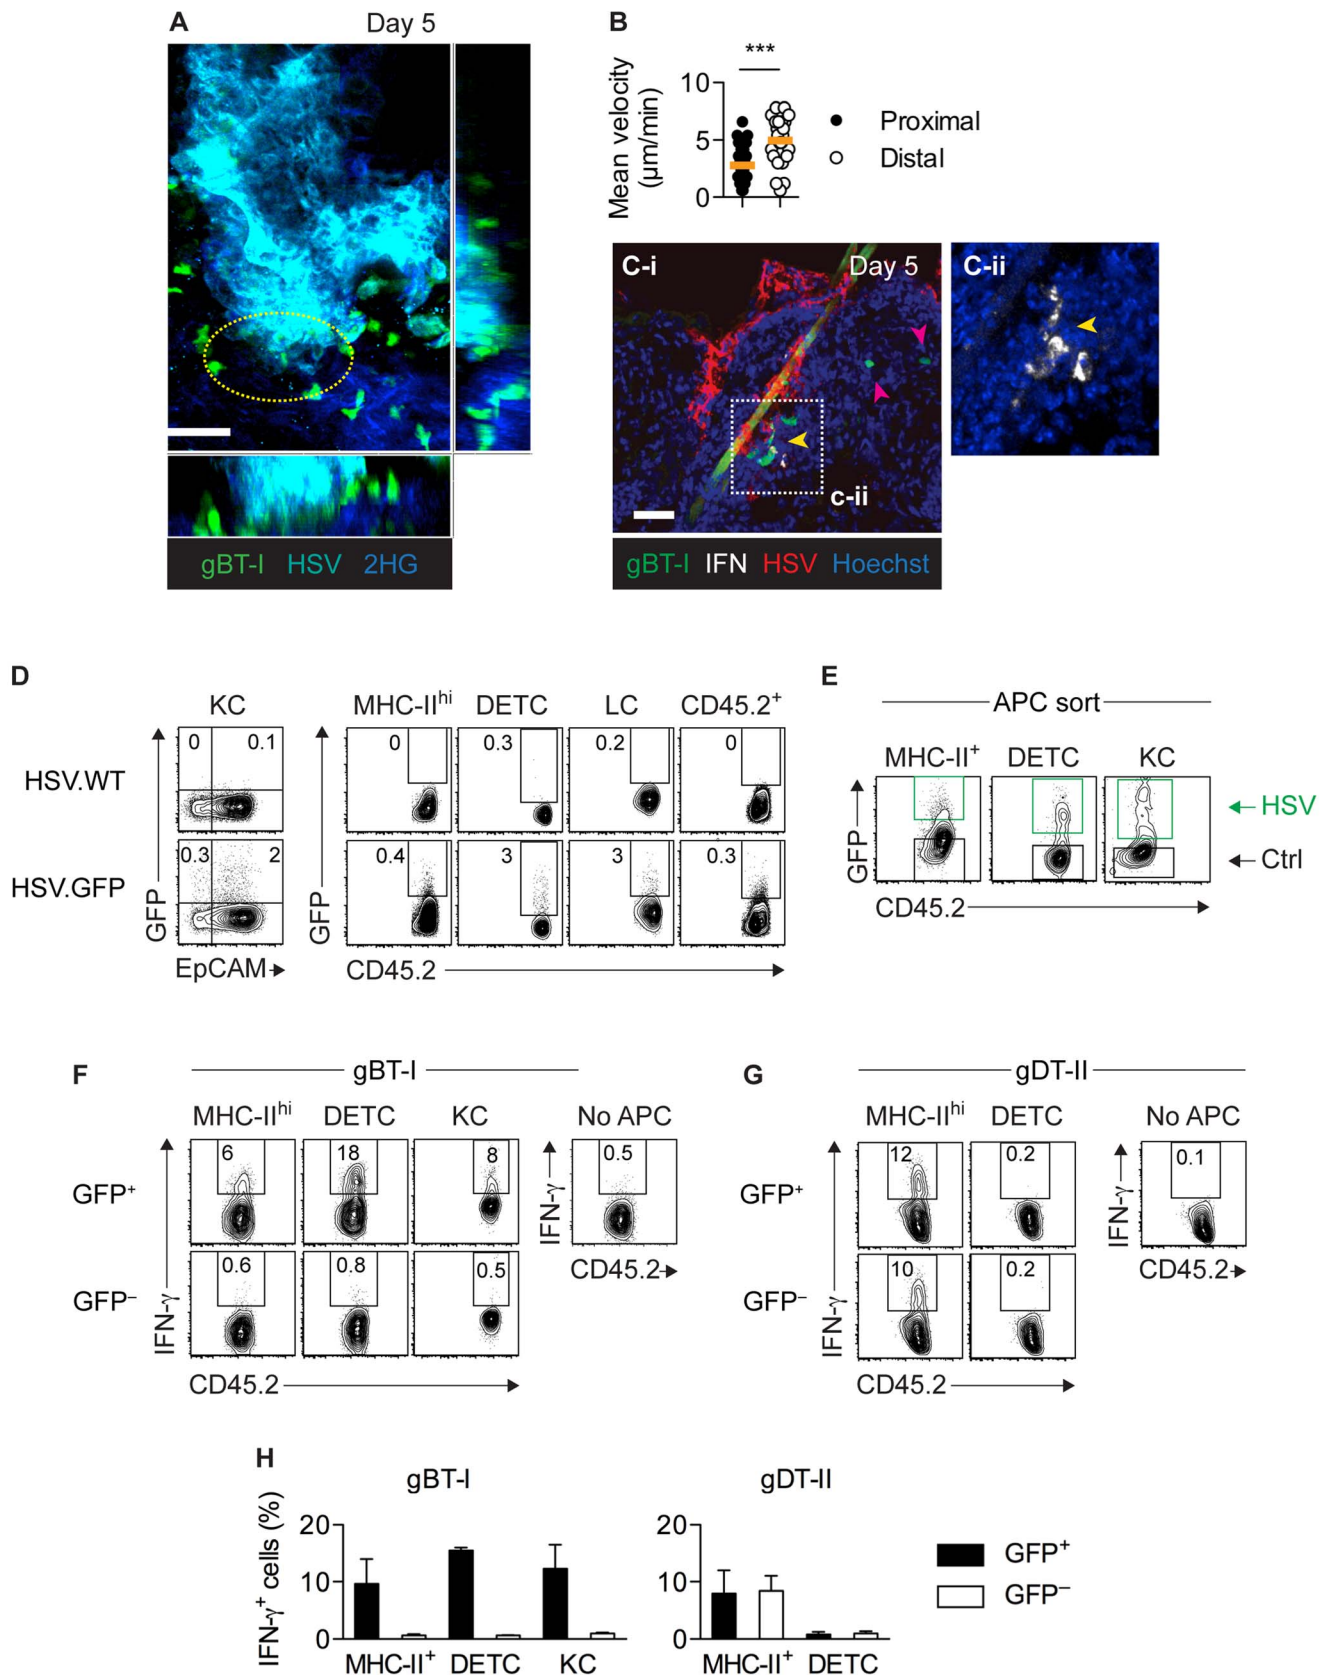 A Day 5
gBT-I HSV 2HG
B
***
Mean velocity
(µm/min)
10
5
0
Proximal
Distal
C-i Day 5
c-ii
gBT-I IFN HSV Hoechst
C-ii
D
KC MHC-IIhi DETC LC CD45.2+
HSV.WT 0 0.1 0 0.3 0.2 0
HSV.GFP 0.3 2 0.4 3 3 0.3
GFP GFP
EpCAM CD45.2
E
APC sort
MHC-II+ DETC KC
HSV
Ctrl
GFP
CD45.2
F gBT-I
MHC-IIhi DETC KC No APC
GFP+ 6 18 8 0.5
GFP– 0.6 0.8 0.5
IFN-γ IFN-γ
CD45.2 CD45.2
G gDT-II
MHC-IIhi DETC No APC
GFP+ 12 0.2 0.1
GFP– 10 0.2
IFN-γ IFN-γ
CD45.2 CD45.2
H
gBT-I gDT-II
IFN-γ+ cells (%)
20 20
10 10
0 0
MHC-II+ DETC KC MHC-II+ DETC
GFP+
GFP–